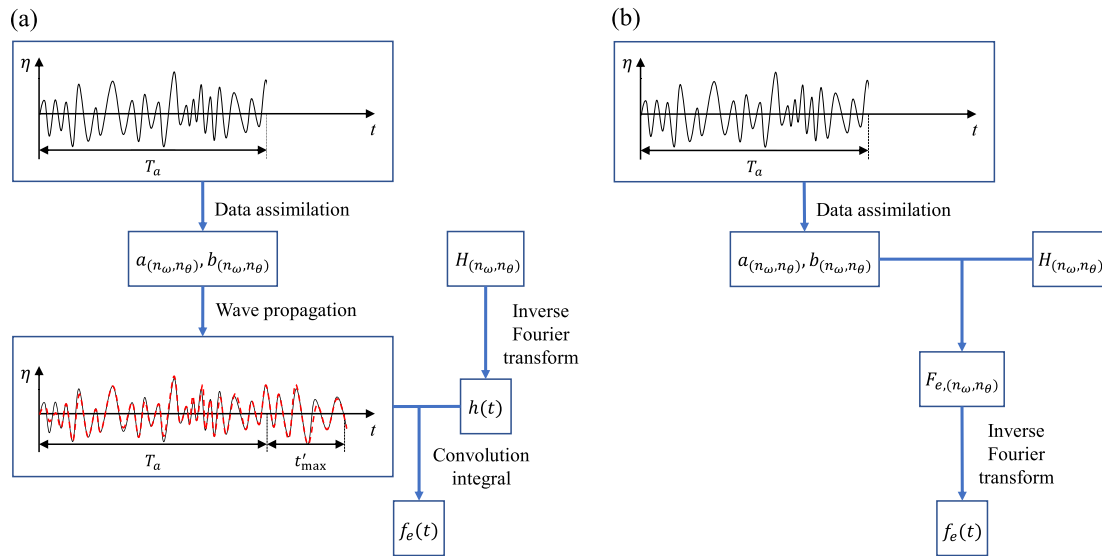 (a)
η
t
T_a
Data assimilation
a_(n_ω,n_θ), b_(n_ω,n_θ)
H_(n_ω,n_θ)
Wave propagation
Inverse
Fourier
transform
η
t
T_a
t′_max
h(t)
Convolution
integral
f_e(t)
(b)
η
t
T_a
Data assimilation
a_(n_ω,n_θ), b_(n_ω,n_θ)
H_(n_ω,n_θ)
F_e,(n_ω,n_θ)
Inverse
Fourier
transform
f_e(t)